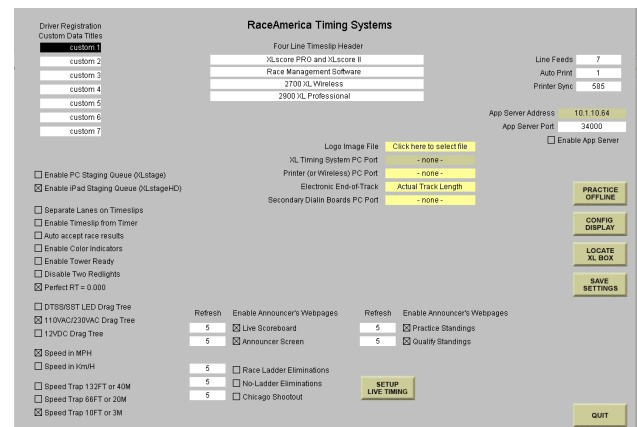 RaceAmerica Timing Systems
Driver Registration
Custom Data Titles
custom 1
custom 2
custom 3
custom 4
custom 5
custom 6
custom 7
Four Line Timeslip Header
XLscore PRO and XLscore II
Race Management Software
2700 XL Wireless
2900 XL Professional
Line Feeds 7
Auto Print 1
Printer Sync 585
App Server Address 10.1.10.64
App Server Port 34000
Enable App Server
Logo Image File Click here to select file
XL Timing System PC Port - none -
Printer (or Wireless) PC Port - none -
Electronic End-of-Track Actual Track Length
Secondary Dialin Boards PC Port - none -
Enable PC Staging Queue (XLstage)
Enable iPad Staging Queue (XLstageHD)
Separate Lanes on Timeslips
Enable Timeslip from Timer
Auto accept race results
Enable Color Indicators
Enable Tower Ready
Disable Two Redlights
Perfect RT = 0.000
DTSS/SST LED Drag Tree
110VAC/230VAC Drag Tree
12VDC Drag Tree
Speed in MPH
Speed in Km/H
Speed Trap 132FT or 40M
Speed Trap 66FT or 20M
Speed Trap 10FT or 3M
Refresh Enable Announcer's Webpages
5 Live Scoreboard
5 Announcer Screen
5 Race Ladder Eliminations
5 No-Ladder Eliminations
5 Chicago Shootout
Refresh Enable Announcer's Webpages
5 Practice Standings
5 Qualify Standings
SETUP
LIVE TIMING
PRACTICE
OFFLINE
CONFIG
DISPLAY
LOCATE
XL BOX
SAVE
SETTINGS
QUIT